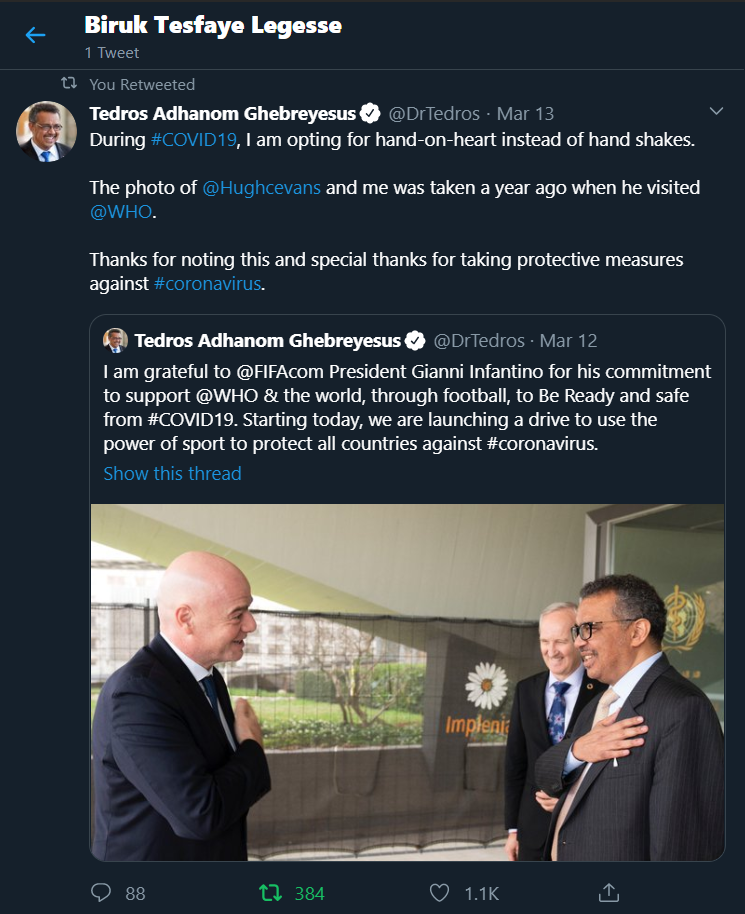 Biruk Tesfaye Legesse
1 Tweet
You Retweeted
Tedros Adhanom Ghebreyesus @DrTedros · Mar 13
During #COVID19, I am opting for hand-on-heart instead of hand shakes.
The photo of @Hughcevans and me was taken a year ago when he visited
@WHO.
Thanks for noting this and special thanks for taking protective measures
against #coronavirus.
Tedros Adhanom Ghebreyesus @DrTedros · Mar 12
I am grateful to @FIFAcom President Gianni Infantino for his commitment
to support @WHO & the world, through football, to Be Ready and safe
from #COVID19. Starting today, we are launching a drive to use the
power of sport to protect all countries against #coronavirus.
Show this thread
Implenia
88 384 1.1K